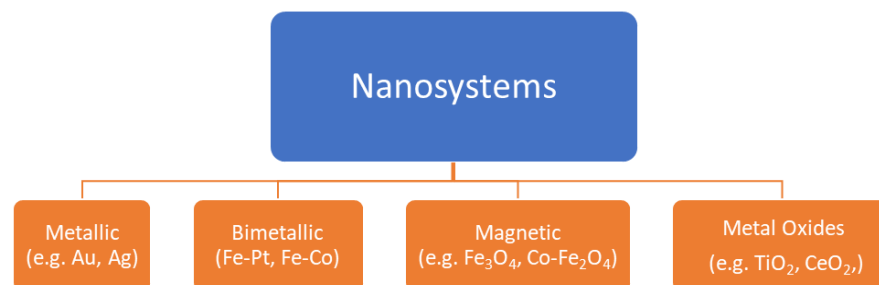 Nanosystems
Metallic
(e.g. Au, Ag)
Bimetallic
(Fe-Pt, Fe-Co)
Magnetic
(e.g. Fe₃O₄, Co-Fe₂O₄)
Metal Oxides
(e.g. TiO₂, CeO₂,)